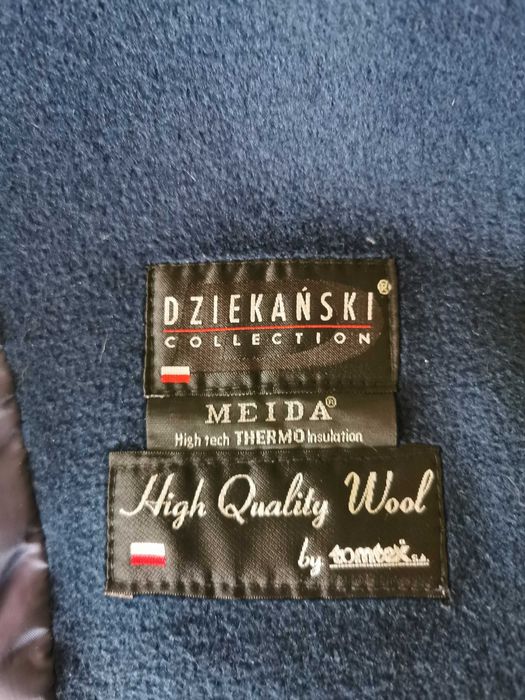 DZIEKAŃSKI®
COLLECTION
MEIDA®
High tech THERMO Insulation
High Quality Wool
by tomtex S.A.